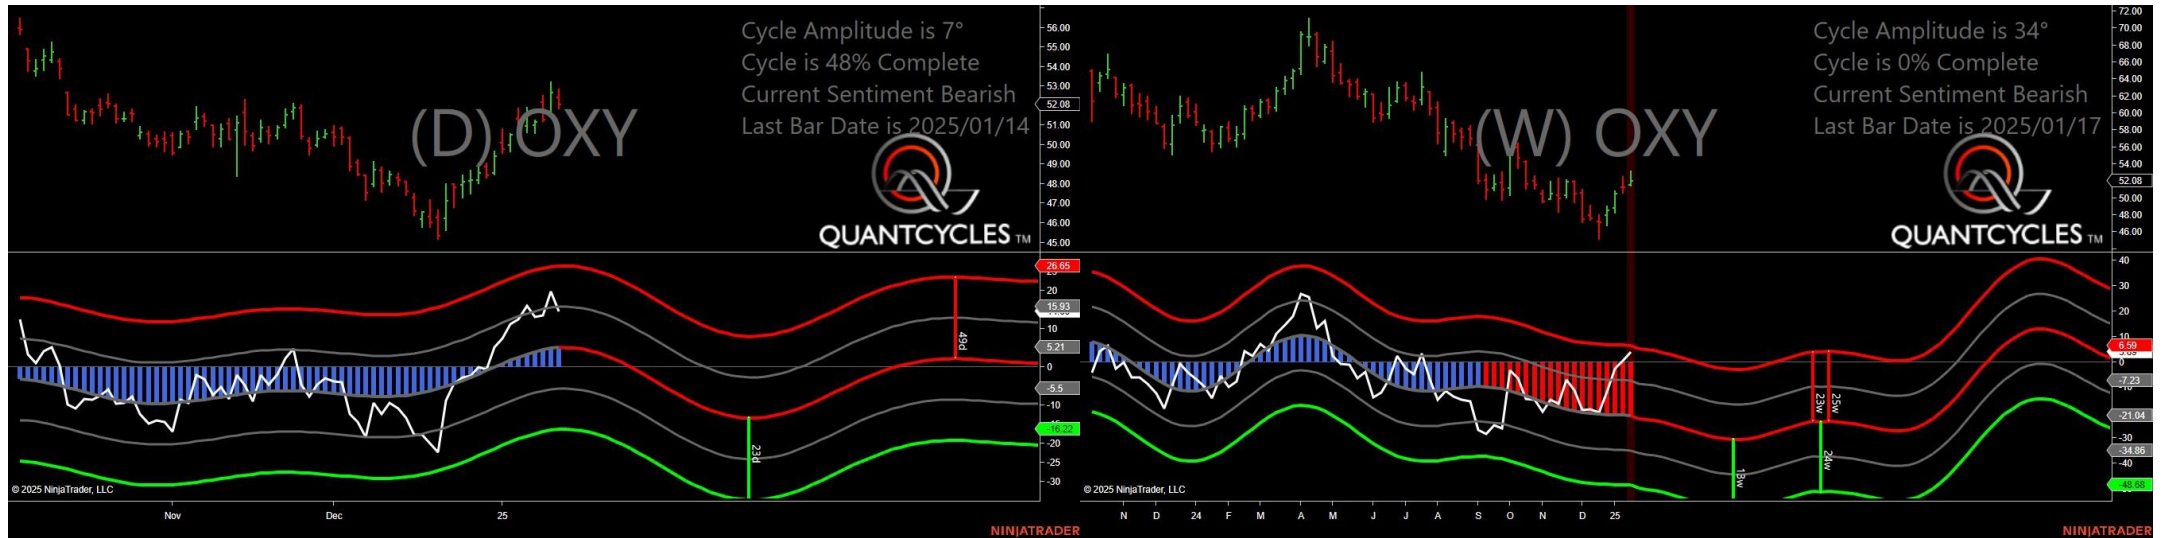 Cycle Amplitude is 7°
Cycle is 48% Complete
Current Sentiment Bearish
Last Bar Date is 2025/01/14
(D) OXY
QUANTCYCLES TM
56.00
55.00
54.00
53.00
52.08
51.00
50.00
49.00
48.00
47.00
46.00
45.00
26.65
20
15.93
10
5.21
0
-5.5
-10
-16.22
-20
-25
-30
49d
23d
© 2025 NinjaTrader, LLC
Nov Dec 25
NINJATRADER
Cycle Amplitude is 34°
Cycle is 0% Complete
Current Sentiment Bearish
Last Bar Date is 2025/01/17
(W) OXY
QUANTCYCLES TM
72.00
70.00
68.00
66.00
64.00
62.00
60.00
58.00
56.00
54.00
52.08
50.00
48.00
46.00
40
30
20
10
6.59
0
-7.23
-21.04
-30
-34.86
-40
-48.68
23w
25w
13w
24w
© 2025 NinjaTrader, LLC
N D 24 F M A M J J A S O N D 25
NINJATRADER